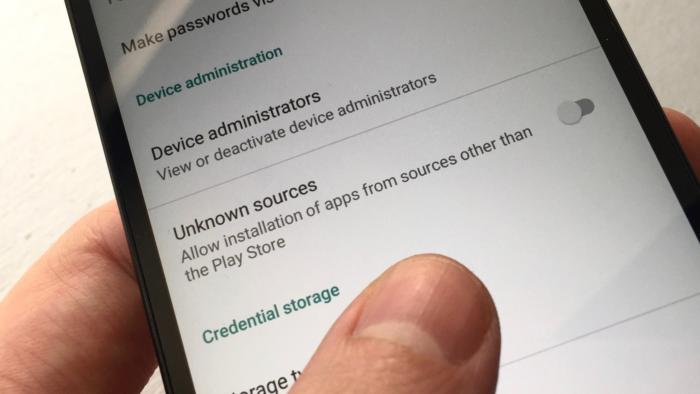 Make passwords vis
Device administration
Device administrators
View or deactivate device administrators
Unknown sources
Allow installation of apps from sources other than
the Play Store
Credential storage